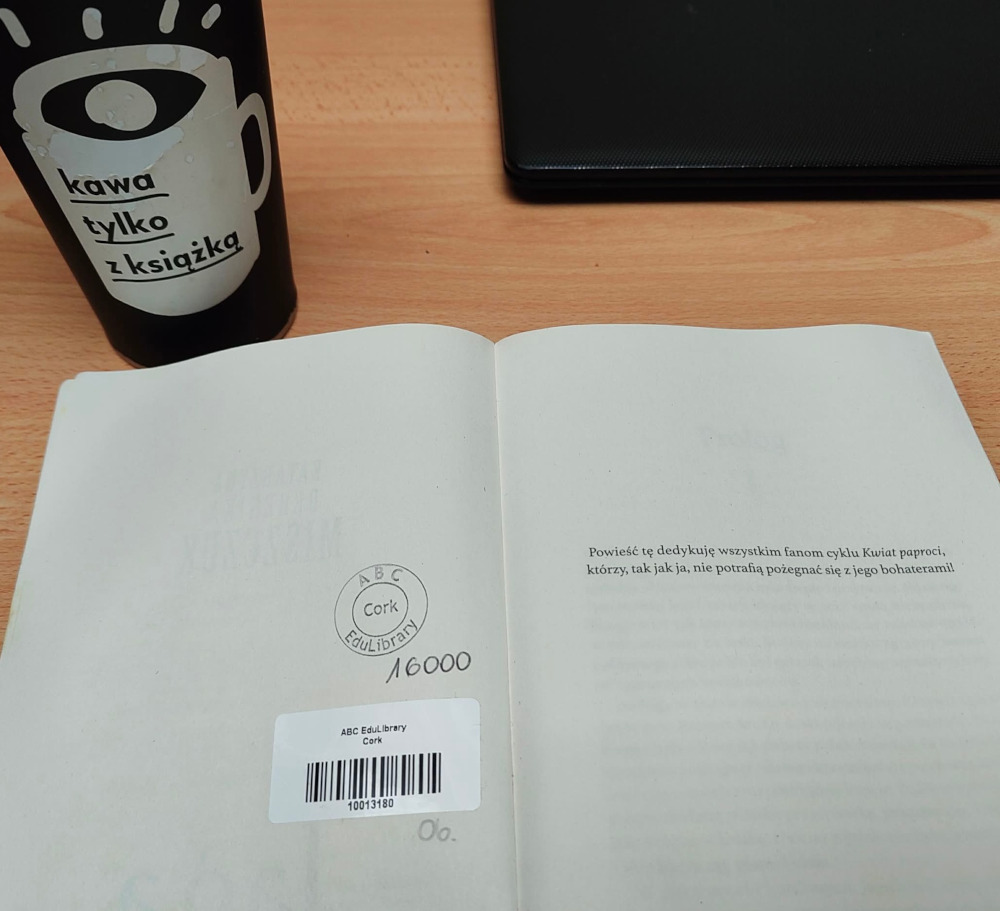 kawa
tylko
z książką
Powieść tę dedykuję wszystkim fanom cyklu Kwiat paproci,
którzy, tak jak ja, nie potrafią pożegnać się z jego bohaterami!
ABC
Cork
EduLibrary
16000
ABC EduLibrary
Cork
10013180